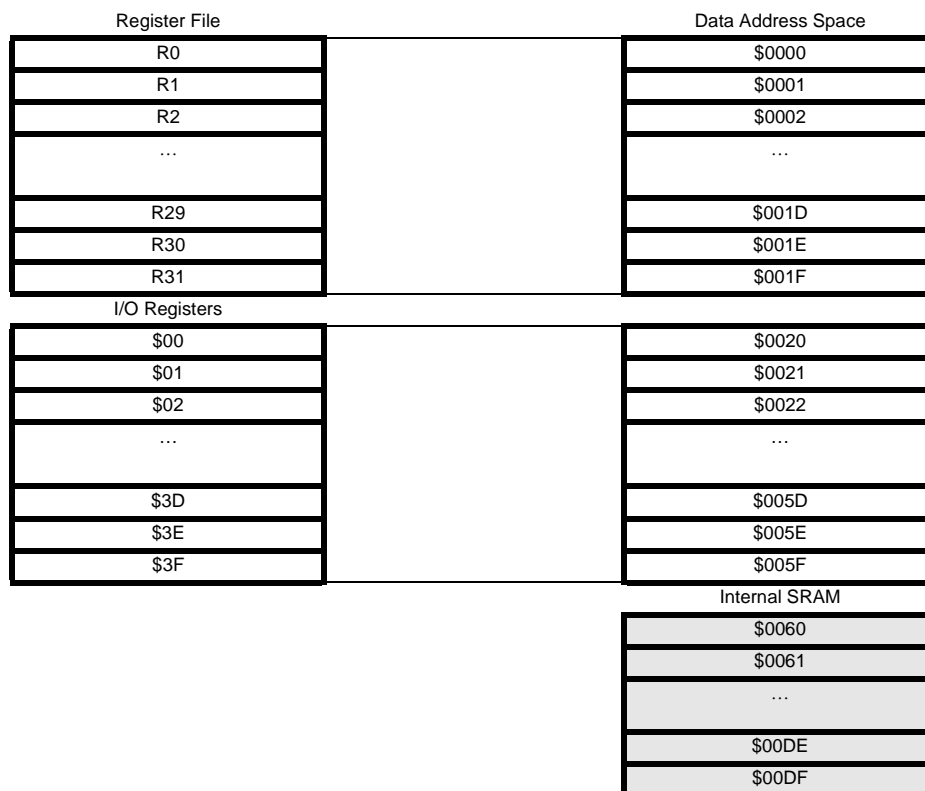 Register File Data Address Space
R0 $0000
R1 $0001
R2 $0002
… …
R29 $001D
R30 $001E
R31 $001F
I/O Registers
$00 $0020
$01 $0021
$02 $0022
… …
$3D $005D
$3E $005E
$3F $005F
Internal SRAM
$0060
$0061
…
$00DE
$00DF